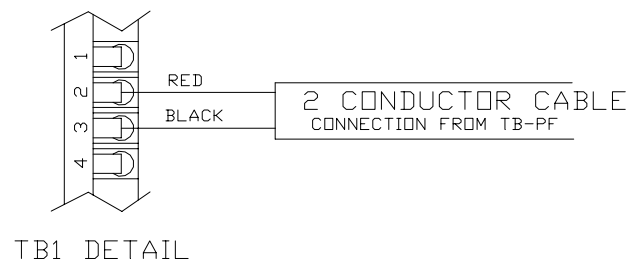 1
2
3
4
RED
BLACK
2 CONDUCTOR CABLE
CONNECTION FROM TB-PF
TB1 DETAIL